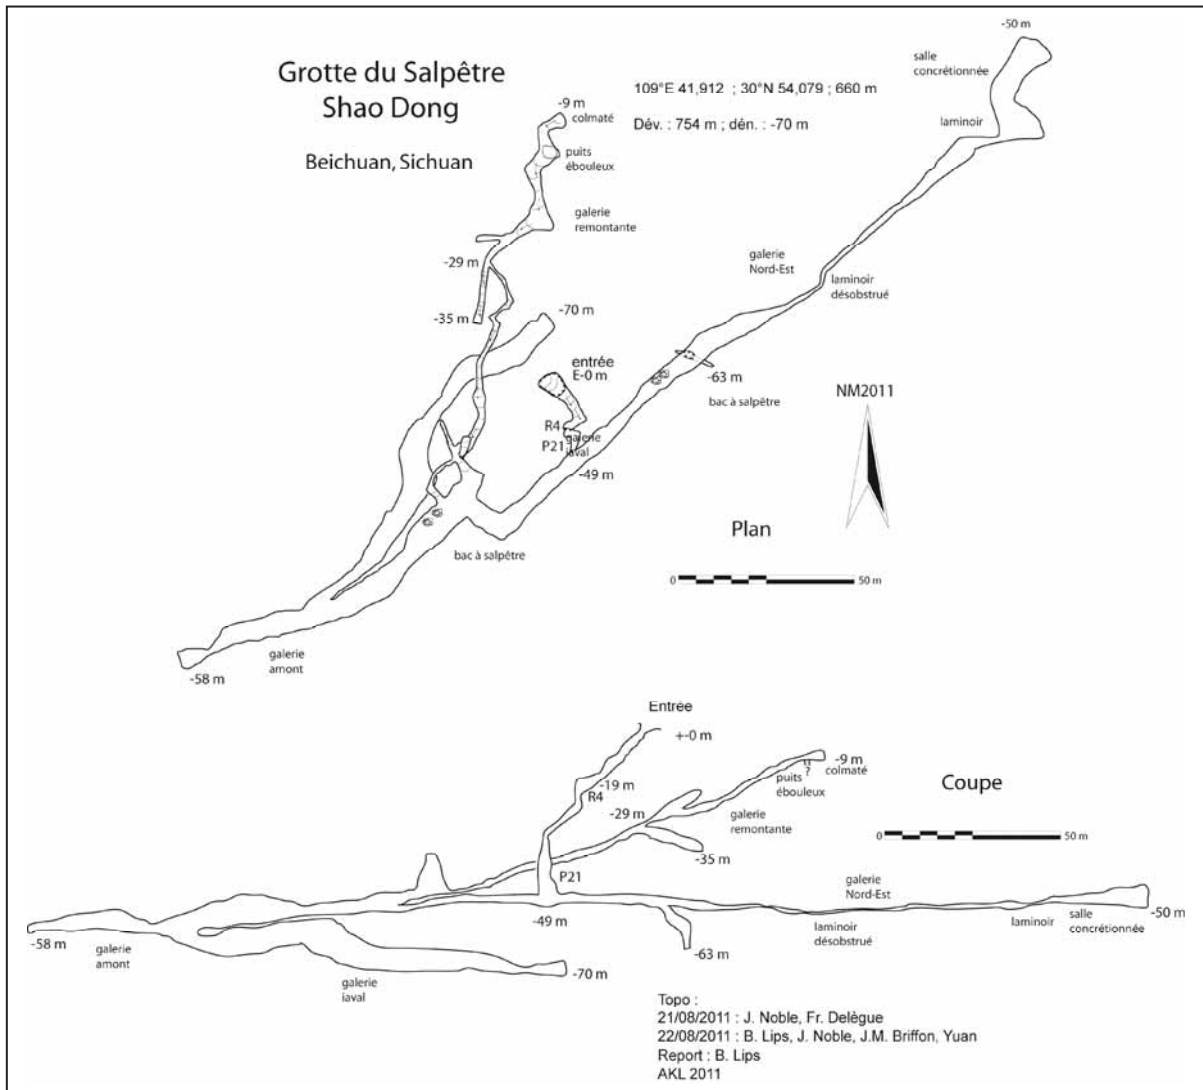 Grotte du Salpêtre
Shao Dong
Beichuan, Sichuan
109°E 41,912 ; 30°N 54,079 ; 660 m
Dév. : 754 m ; dén. : -70 m
-50 m
salle
concrétionnée
laminoir
-9 m
colmaté
puits
ébouleux
galerie
remontante
-29 m
-35 m
-70 m
galerie
Nord-Est
laminoir
désobstrué
entrée
E-0 m
-63 m
bac à salpêtre
NM2011
R4
galerie
iaval
P21
-49 m
bac à salpêtre
Plan
0 50 m
galerie
amont
-58 m
Entrée
+-0 m
-19 m
R4
-29 m
-9 m
colmaté
?
puits
ébouleux
galerie
remontante
-35 m
Coupe
0 50 m
P21
galerie
Nord-Est
-49 m
laminoir
désobstrué
laminoir
salle
concrétionnée
-50 m
-58 m
galerie
amont
-63 m
-70 m
galerie
iaval
Topo :
21/08/2011 : J. Noble, Fr. Delègue
22/08/2011 : B. Lips, J. Noble, J.M. Briffon, Yuan
Report : B. Lips
AKL 2011